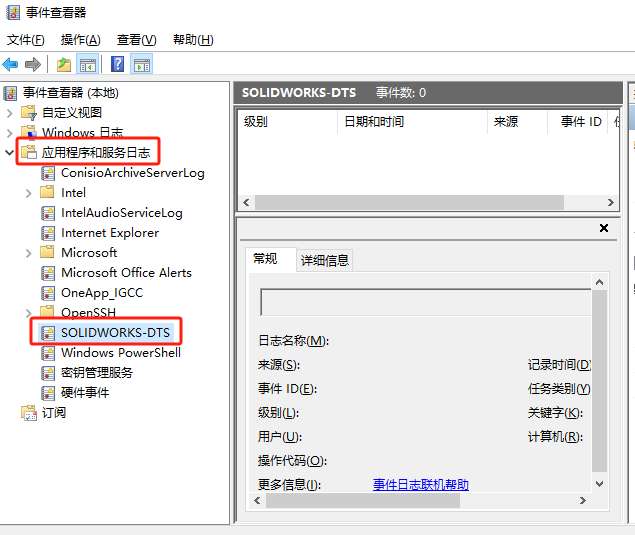 事件查看器
文件(F) 操作(A) 查看(V) 帮助(H)
事件查看器 (本地)
自定义视图
Windows 日志
应用程序和服务日志
ConisioArchiveServerLog
Intel
IntelAudioServiceLog
Internet Explorer
Microsoft
Microsoft Office Alerts
OneApp_IGCC
OpenSSH
SOLIDWORKS-DTS
Windows PowerShell
密钥管理服务
硬件事件
订阅
SOLIDWORKS-DTS 事件数: 0
级别 日期和时间 来源 事件 ID
常规 详细信息
日志名称(M):
来源(S): 记录时间(D)
事件 ID(E): 任务类别(Y)
级别(L): 关键字(K):
用户(U): 计算机(R):
操作代码(O):
更多信息(I): 事件日志联机帮助